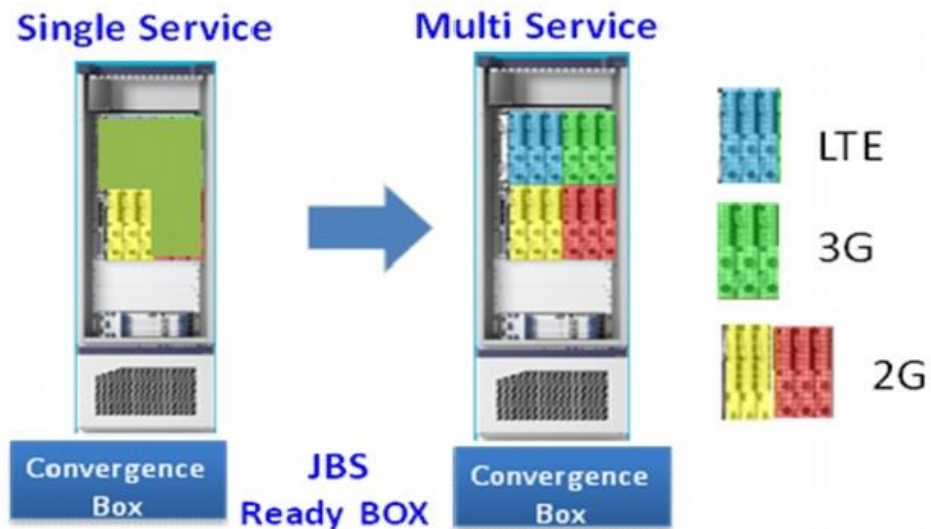 Single Service
Multi Service
LTE
3G
2G
Convergence
Box
JBS
Ready BOX
Convergence
Box